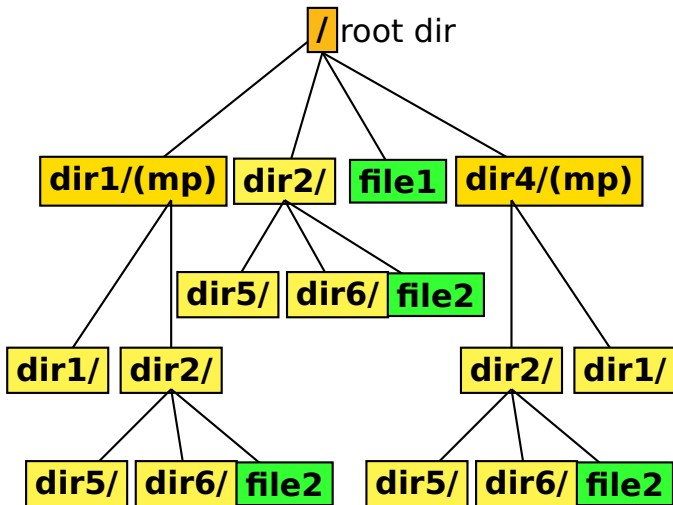 / root dir
dir1/(mp) dir2/ file1 dir4/(mp)
dir5/ dir6/ file2
dir1/ dir2/ dir2/ dir1/
dir5/ dir6/ file2 dir5/ dir6/ file2